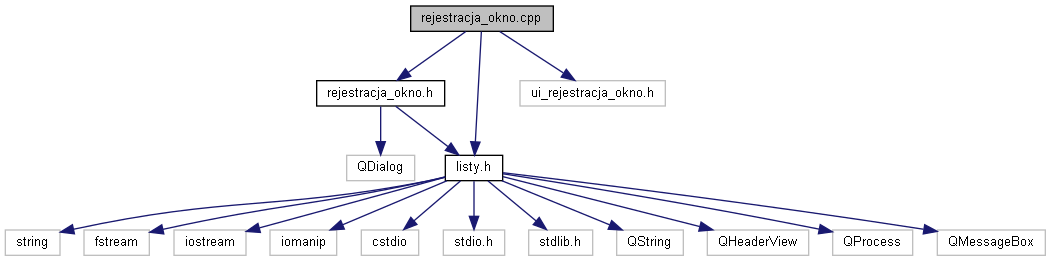 rejestracja_okno.cpp
rejestracja_okno.h
ui_rejestracja_okno.h
QDialog
listy.h
string
fstream
iostream
iomanip
cstdio
stdio.h
stdlib.h
QString
QHeaderView
QProcess
QMessageBox